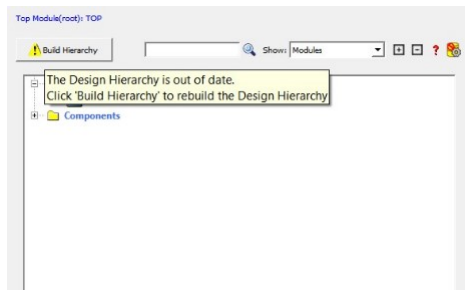 Top Module(root): TOP
Build Hierarchy
Show: Modules
The Design Hierarchy is out of date.
Click 'Build Hierarchy' to rebuild the Design Hierarchy
Components